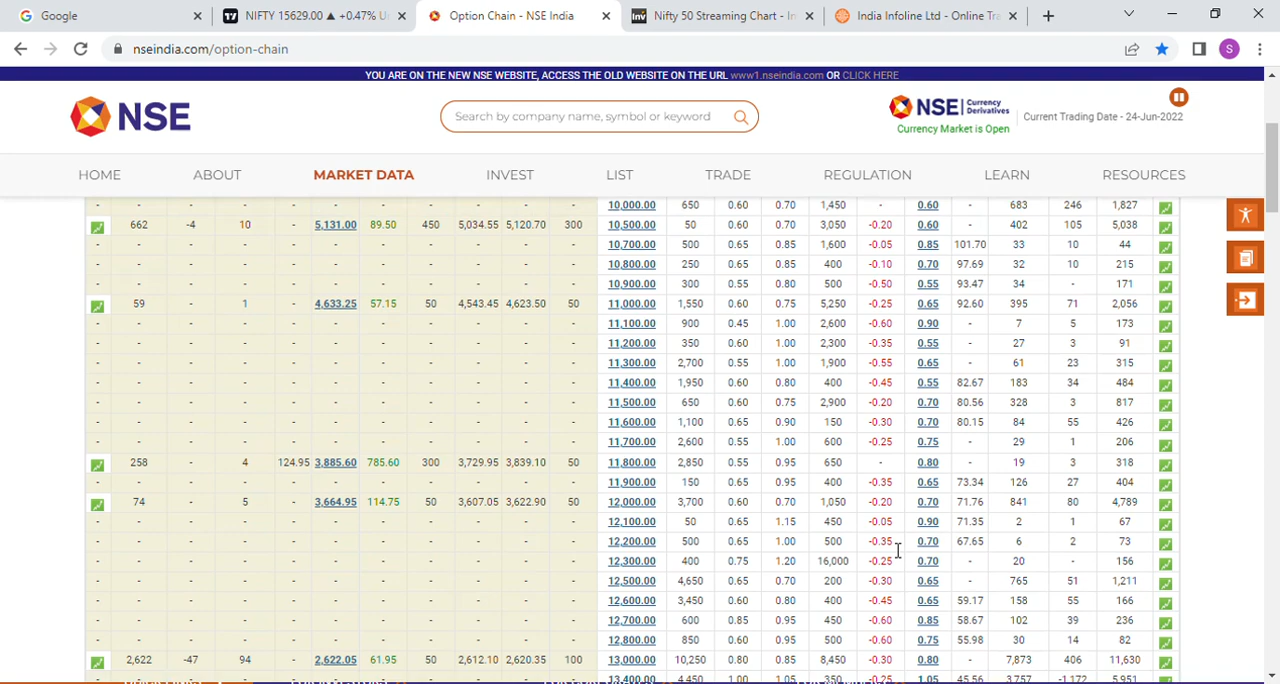 Google
NIFTY 15629.00 ▲ +0.47% U
Option Chain - NSE India
Nifty 50 Streaming Chart - In
India Infoline Ltd - Online Tra
nseindia.com/option-chain
S
YOU ARE ON THE NEW NSE WEBSITE, ACCESS THE OLD WEBSITE ON THE URL www1.nseindia.com OR CLICK HERE
NSE
Search by company name, symbol or keyword
NSE Currency Derivatives
Currency Market is Open
Current Trading Date - 24-Jun-2022
HOME ABOUT MARKET DATA INVEST LIST TRADE REGULATION LEARN RESOURCES
- - - - - - - - - - 10,000.00 650 0.60 0.70 1,450 - 0.60 - 683 246 1,827
662 -4 10 - 5,131.00 89.50 450 5,034.55 5,120.70 300 10,500.00 50 0.60 0.70 3,050 -0.20 0.60 - 402 105 5,038
- - - - - - - - - - 10,700.00 500 0.65 0.85 1,600 -0.05 0.85 101.70 33 10 44
- - - - - - - - - - 10,800.00 250 0.65 0.85 400 -0.10 0.70 97.69 32 10 215
- - - - - - - - - - 10,900.00 300 0.55 0.80 500 -0.50 0.55 93.47 34 - 171
59 - 1 - 4,633.25 57.15 50 4,543.45 4,623.50 50 11,000.00 1,550 0.60 0.75 5,250 -0.25 0.65 92.60 395 71 2,056
- - - - - - - - - - 11,100.00 900 0.45 1.00 2,600 -0.60 0.90 - 7 5 173
- - - - - - - - - - 11,200.00 350 0.60 1.00 2,300 -0.35 0.55 - 27 3 91
- - - - - - - - - - 11,300.00 2,700 0.55 1.00 1,900 -0.55 0.65 - 61 23 315
- - - - - - - - - - 11,400.00 1,950 0.60 0.80 400 -0.45 0.55 82.67 183 34 484
- - - - - - - - - - 11,500.00 650 0.60 0.75 2,900 -0.20 0.70 80.56 328 3 817
- - - - - - - - - - 11,600.00 1,100 0.65 0.90 150 -0.30 0.70 80.15 84 55 426
- - - - - - - - - - 11,700.00 2,600 0.55 1.00 600 -0.25 0.75 - 29 1 206
258 - 4 124.95 3,885.60 785.60 300 3,729.95 3,839.10 50 11,800.00 2,850 0.55 0.95 650 - 0.80 - 19 3 318
- - - - - - - - - - 11,900.00 150 0.65 0.95 400 -0.35 0.65 73.34 126 27 404
74 - 5 - 3,664.95 114.75 50 3,607.05 3,622.90 50 12,000.00 3,700 0.60 0.70 1,050 -0.20 0.70 71.76 841 80 4,789
- - - - - - - - - - 12,100.00 50 0.65 1.15 450 -0.05 0.90 71.35 2 1 67
- - - - - - - - - - 12,200.00 500 0.65 1.00 500 -0.35 0.70 67.65 6 2 73
- - - - - - - - - - 12,300.00 400 0.75 1.20 16,000 -0.25 0.70 - 20 - 156
- - - - - - - - - - 12,500.00 4,650 0.65 0.70 200 -0.30 0.65 - 765 51 1,211
- - - - - - - - - - 12,600.00 3,450 0.60 0.80 400 -0.45 0.65 59.17 158 55 166
- - - - - - - - - - 12,700.00 600 0.85 0.95 450 -0.60 0.85 58.67 102 39 236
- - - - - - - - - - 12,800.00 850 0.60 0.95 500 -0.60 0.75 55.98 30 14 82
2,622 -47 94 - 2,622.05 61.95 50 2,612.10 2,620.35 100 13,000.00 10,250 0.80 0.85 8,450 -0.30 0.80 - 7,873 406 11,630
- - - - - - - - - - 13,400.00 4,450 1.00 1.05 350 -0.25 1.05 45.56 3,757 -1,172 5,951